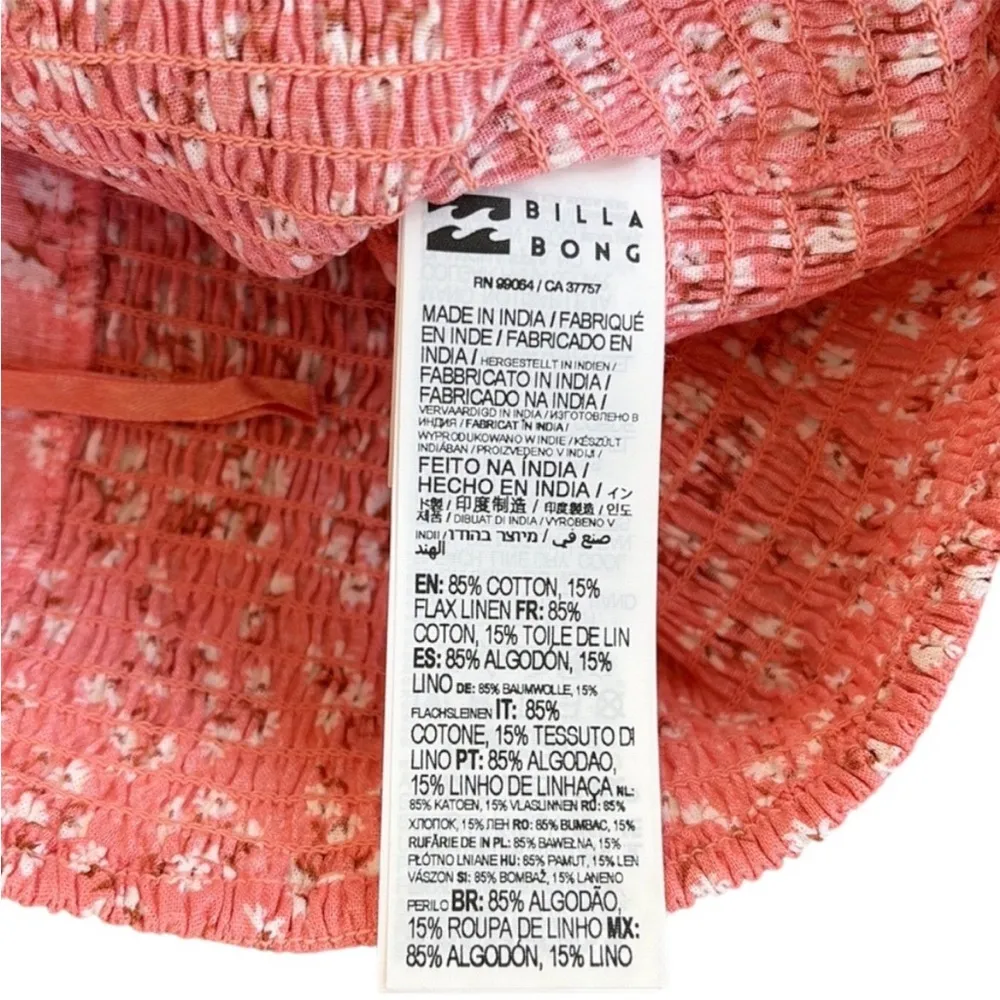 BILLA
BONG
RN 99064 / CA 37757
MADE IN INDIA / FABRIQUÉ
EN INDE / FABRICADO EN
INDIA / HERGESTELLT IN INDIEN /
FABBRICATO IN INDIA /
FABRICADO NA INDIA /
VERVAARDIGD IN INDIA / ИЗГОТОВЛЕНО В
ИНДИЯ / FABRICAT ÎN INDIA /
WYPRODUKOWANO W INDIE / KÉSZÜLT
INDIÁBAN / PROIZVEDENO V INDIJI /
FEITO NA ÍNDIA /
HECHO EN INDIA / イン
ド製 / 印度制造 / 印度製造 / 인도
제품 / DIBUAT DI INDIA / VYROBENO V
INDII / מיוצר בהודו / صنع في
الهند
EN: 85% COTTON, 15%
FLAX LINEN FR: 85%
COTON, 15% TOILE DE LIN
ES: 85% ALGODÓN, 15%
LINO DE: 85% BAUMWOLLE, 15%
FLACHSLEINEN IT: 85%
COTONE, 15% TESSUTO DI
LINO PT: 85% ALGODAO,
15% LINHO DE LINHAÇA NL:
85% KATOEN, 15% VLASLINNEN RU: 85%
ХЛОПОК, 15% ЛЕН RO: 85% BUMBAC, 15%
RUFĂRIE DE IN PL: 85% BAWEŁNA, 15%
PŁÓTNO LNIANE HU: 85% PAMUT, 15% LEN
VÁSZON SI: 85% BOMBAŽ, 15% LANENO
PERILO BR: 85% ALGODÃO,
15% ROUPA DE LINHO MX:
85% ALGODÓN, 15% LINO